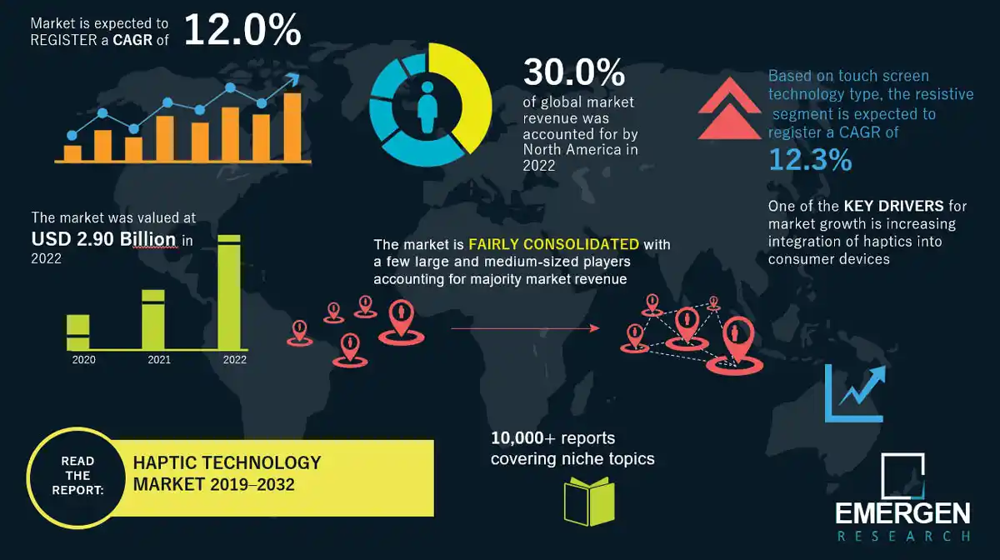 Market is expected to
REGISTER a CAGR of
12.0%
30.0%
of global market
revenue was
accounted for by
North America in
2022
Based on touch screen
technology type, the resistive
segment is expected to
register a CAGR of
12.3%
One of the KEY DRIVERS for
market growth is increasing
integration of haptics into
consumer devices
The market was valued at
USD 2.90 Billion in
2022
2020 2021 2022
The market is FAIRLY CONSOLIDATED with
a few large and medium-sized players
accounting for majority market revenue
READ
THE
REPORT:
HAPTIC TECHNOLOGY
MARKET 2019–2032
10,000+ reports
covering niche topics
EMERGEN
RESEARCH